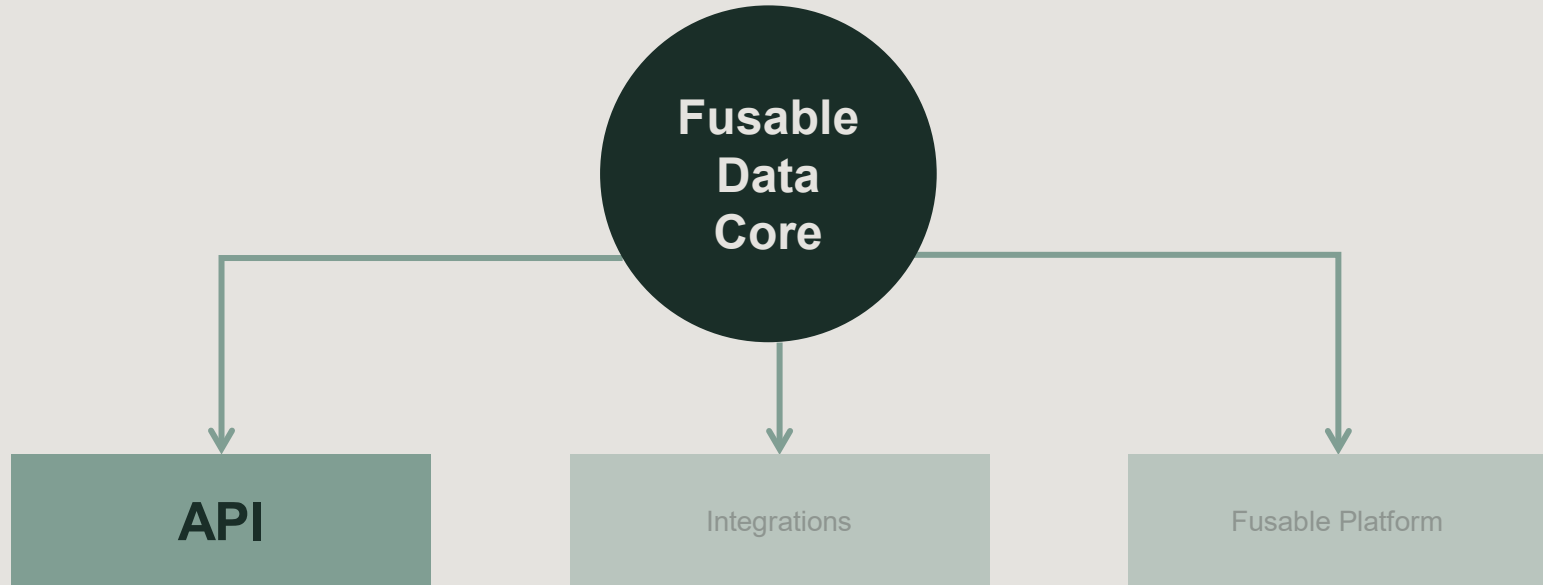 Fusable
Data
Core
API
Integrations
Fusable Platform